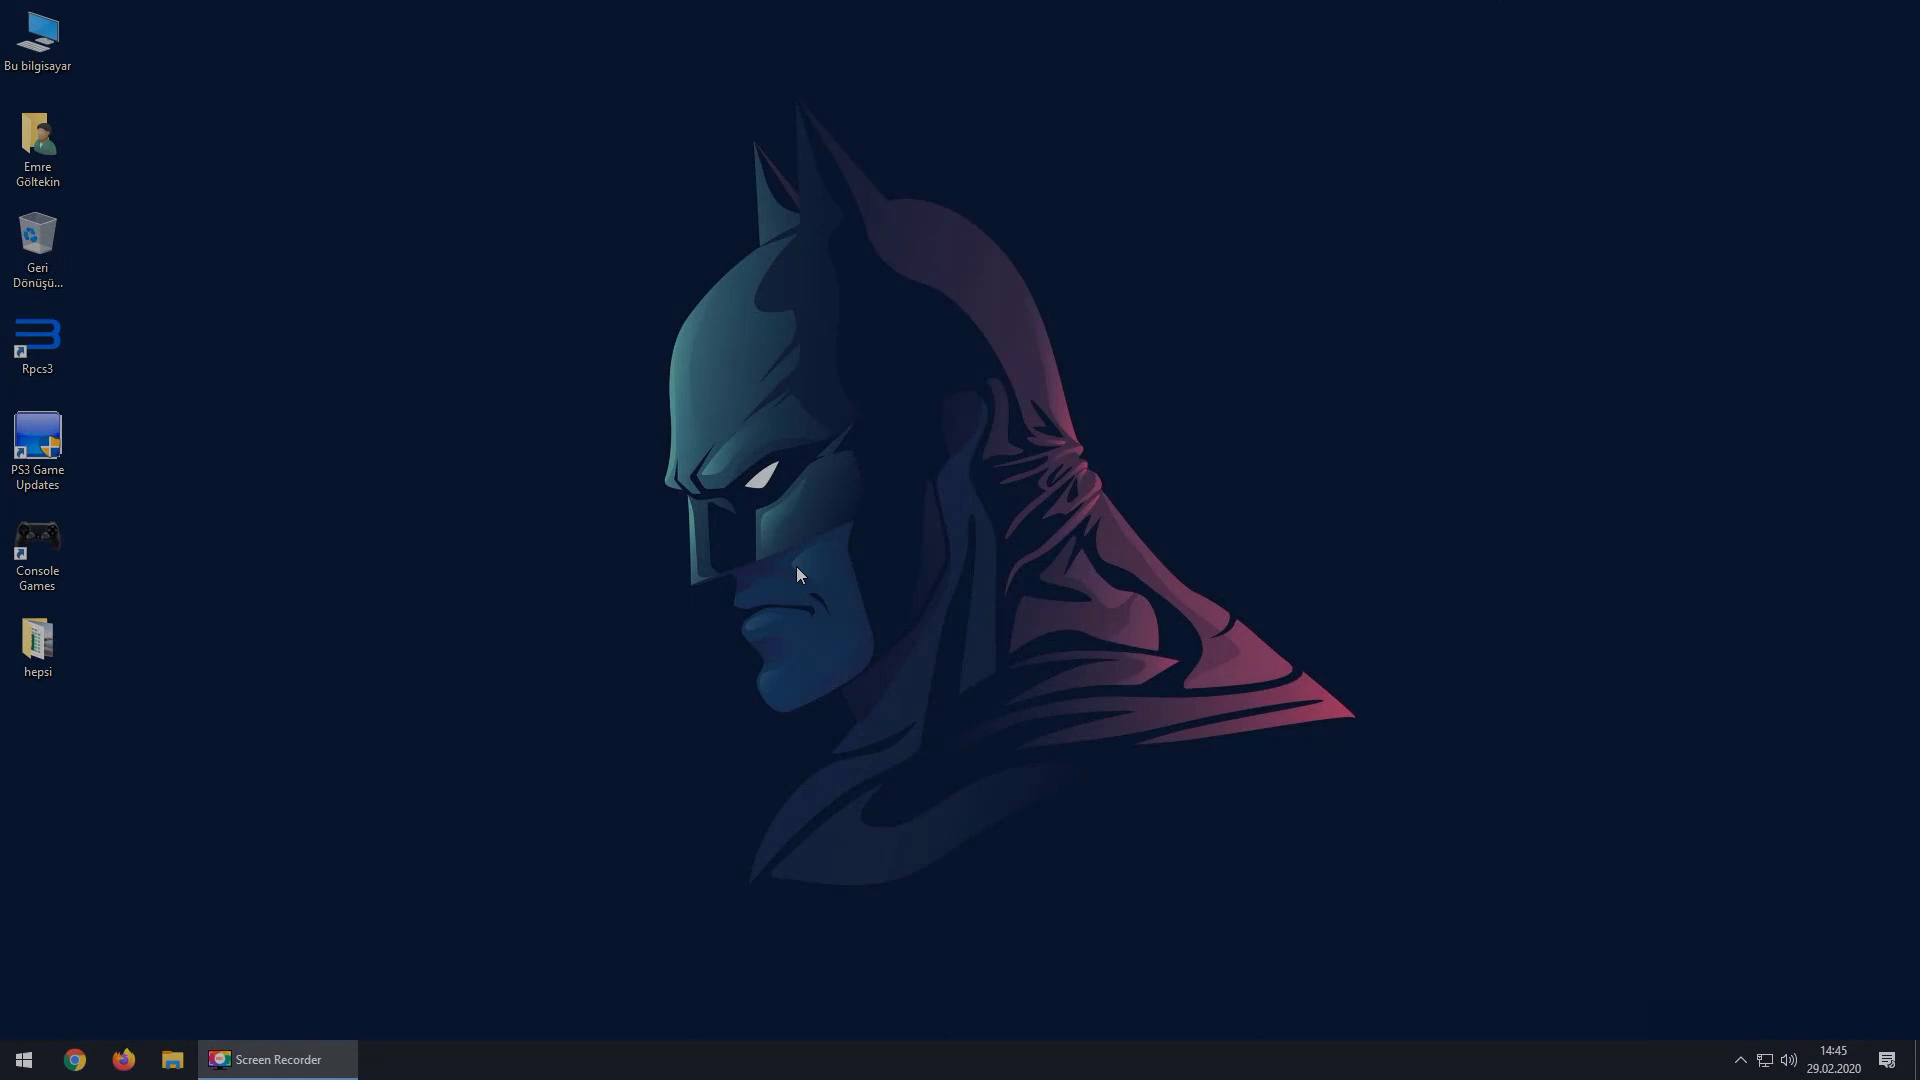 Bu bilgisayar
Emre
Göltekin
Geri
Dönüşü...
Rpcs3
PS3 Game
Updates
Console
Games
hepsi
Screen Recorder
14:45
29.02.2020